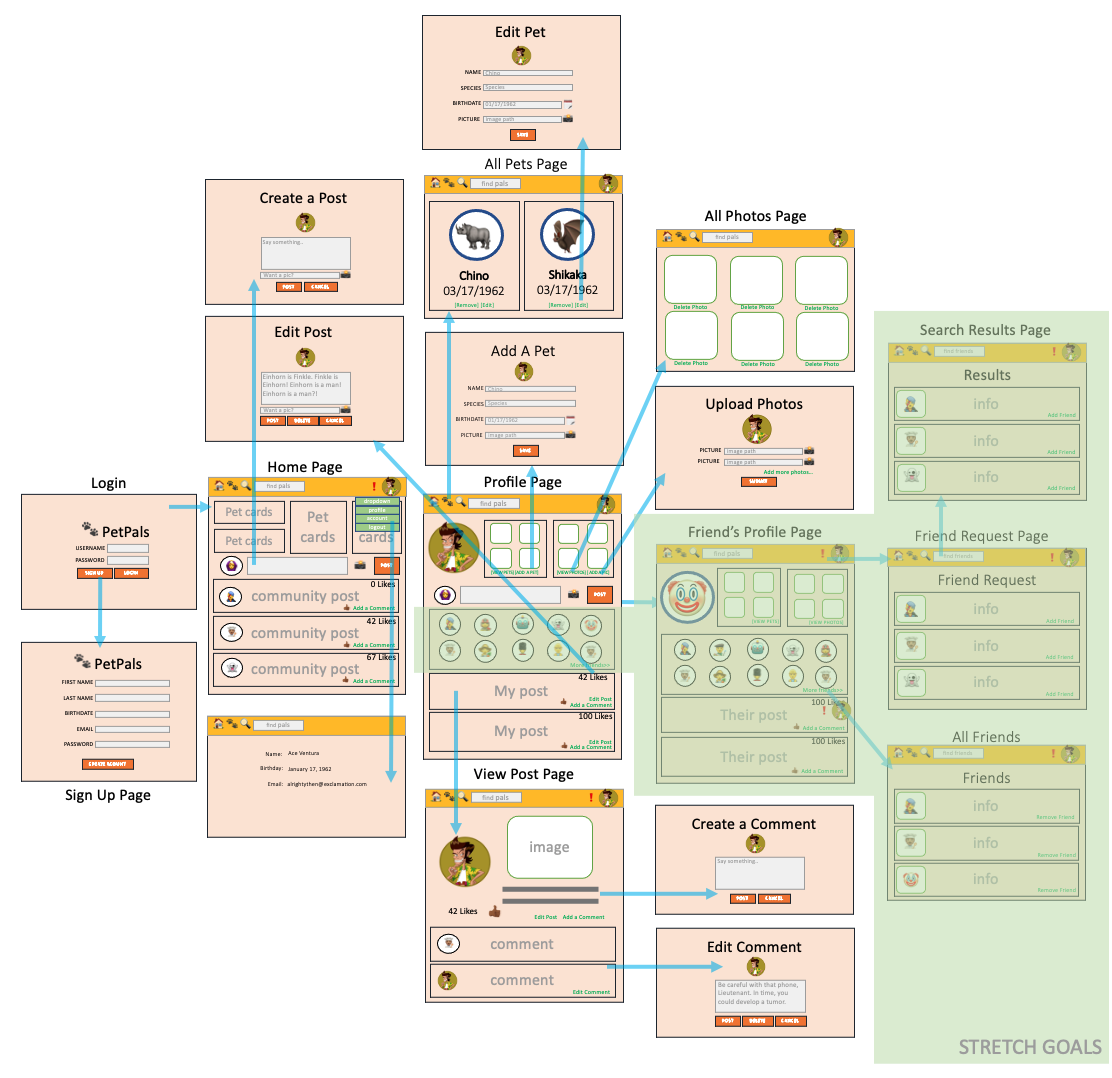 Edit Pet
NAME Chino
SPECIES Species
BIRTHDATE 01/17/1962
PICTURE image path
SAVE
All Pets Page
find pals
Chino
03/17/1962
[Remove] [Edit]
Shikaka
03/17/1962
[Remove] [Edit]
Create a Post
Say something..
Want a pic?
POST CANCEL
All Photos Page
find pals
Delete Photo Delete Photo Delete Photo
Delete Photo Delete Photo Delete Photo
Edit Post
Einhorn is Finkle. Finkle is
Einhorn! Einhorn is a man!
Einhorn is a man?!
Want a pic?
POST DELETE CANCEL
Add A Pet
NAME Chino
SPECIES Species
BIRTHDATE 01/17/1962
PICTURE image path
SAVE
Upload Photos
PICTURE image path
PICTURE image path
Add more photos...
SUBMIT
Search Results Page
find friends
Results
info
Add Friend
info
Add Friend
info
Add Friend
Login
PetPals
USERNAME
PASSWORD
SIGN UP LOGIN
Home Page
find pals
dropdown
profile
account
logout
Pet cards
Pet cards
Pet
cards
cards
POST
0 Likes
community post
Add a Comment
42 Likes
community post
Add a Comment
67 Likes
community post
Add a Comment
Profile Page
find pals
[VIEW PETS] [ADD A PET]
[VIEW PHOTOS]
POST
More friends>
42 Likes
My post
Edit Post
Add a Comment
100 Likes
My post
Edit Post
Add a Comment
Friend's Profile Page
find pals
[VIEW PETS]
[VIEW PHOTOS]
More friends>
100 Likes
Their post
Add a Comment
100 Likes
Their post
Add a Comment
Friend Request Page
find friends
Friend Request
info
Add Friend
info
Add Friend
info
Add Friend
PetPals
FIRST NAME
LAST NAME
BIRTHDATE
EMAIL
PASSWORD
CREATE ACCOUNT
Sign Up Page
find pals
Name: Ace Ventura
Birthday: January 17, 1962
Email: alrightythen@exclamation.com
All Friends
find friends
Friends
info
Remove Friend
info
Remove Friend
info
Remove Friend
View Post Page
find pals
image
42 Likes
Edit Post Add a Comment
comment
comment
Edit Comment
Create a Comment
Say something..
POST CANCEL
Edit Comment
Be careful with that phone,
Lieutenant. In time, you
could develop a tumor.
POST DELETE CANCEL
STRETCH GOALS